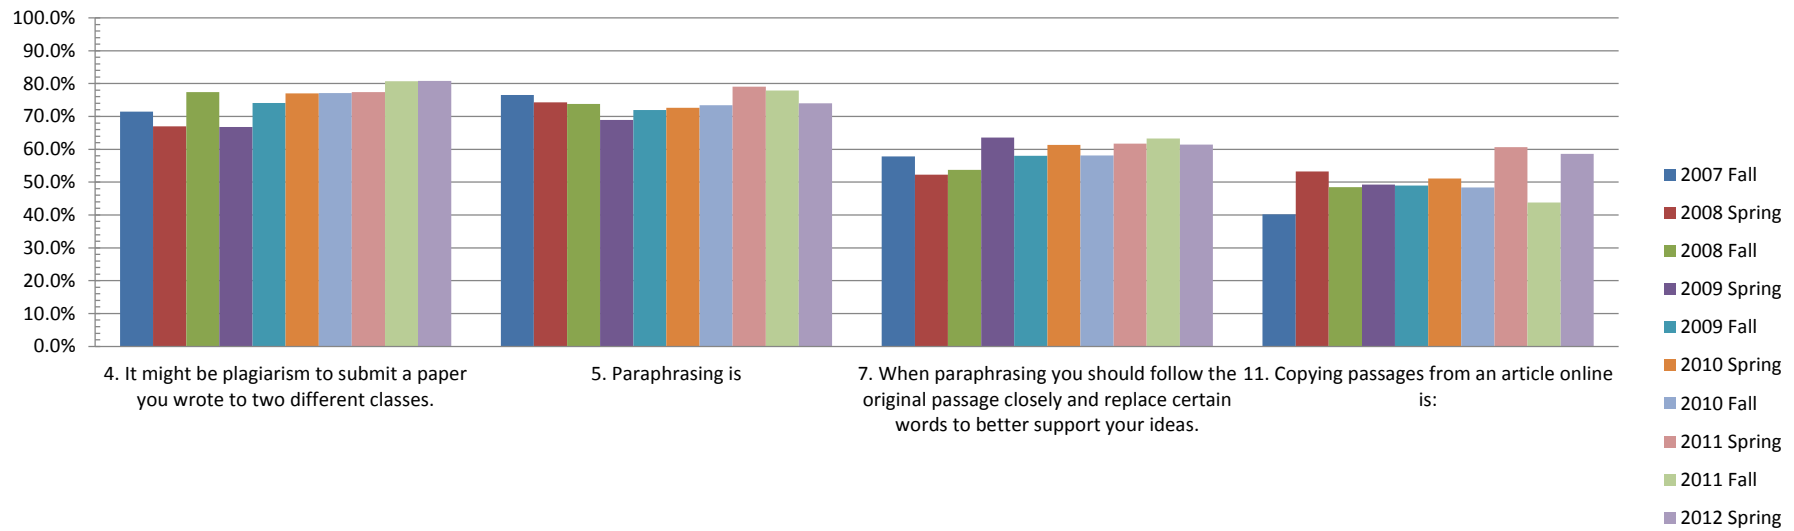 100.0%
90.0%
80.0%
70.0%
60.0%
50.0%
40.0%
30.0%
20.0%
10.0%
0.0%
4. It might be plagiarism to submit a paper
you wrote to two different classes.
5. Paraphrasing is
7. When paraphrasing you should follow the
original passage closely and replace certain
words to better support your ideas.
11. Copying passages from an article online
is:
2007 Fall
2008 Spring
2008 Fall
2009 Spring
2009 Fall
2010 Spring
2010 Fall
2011 Spring
2011 Fall
2012 Spring